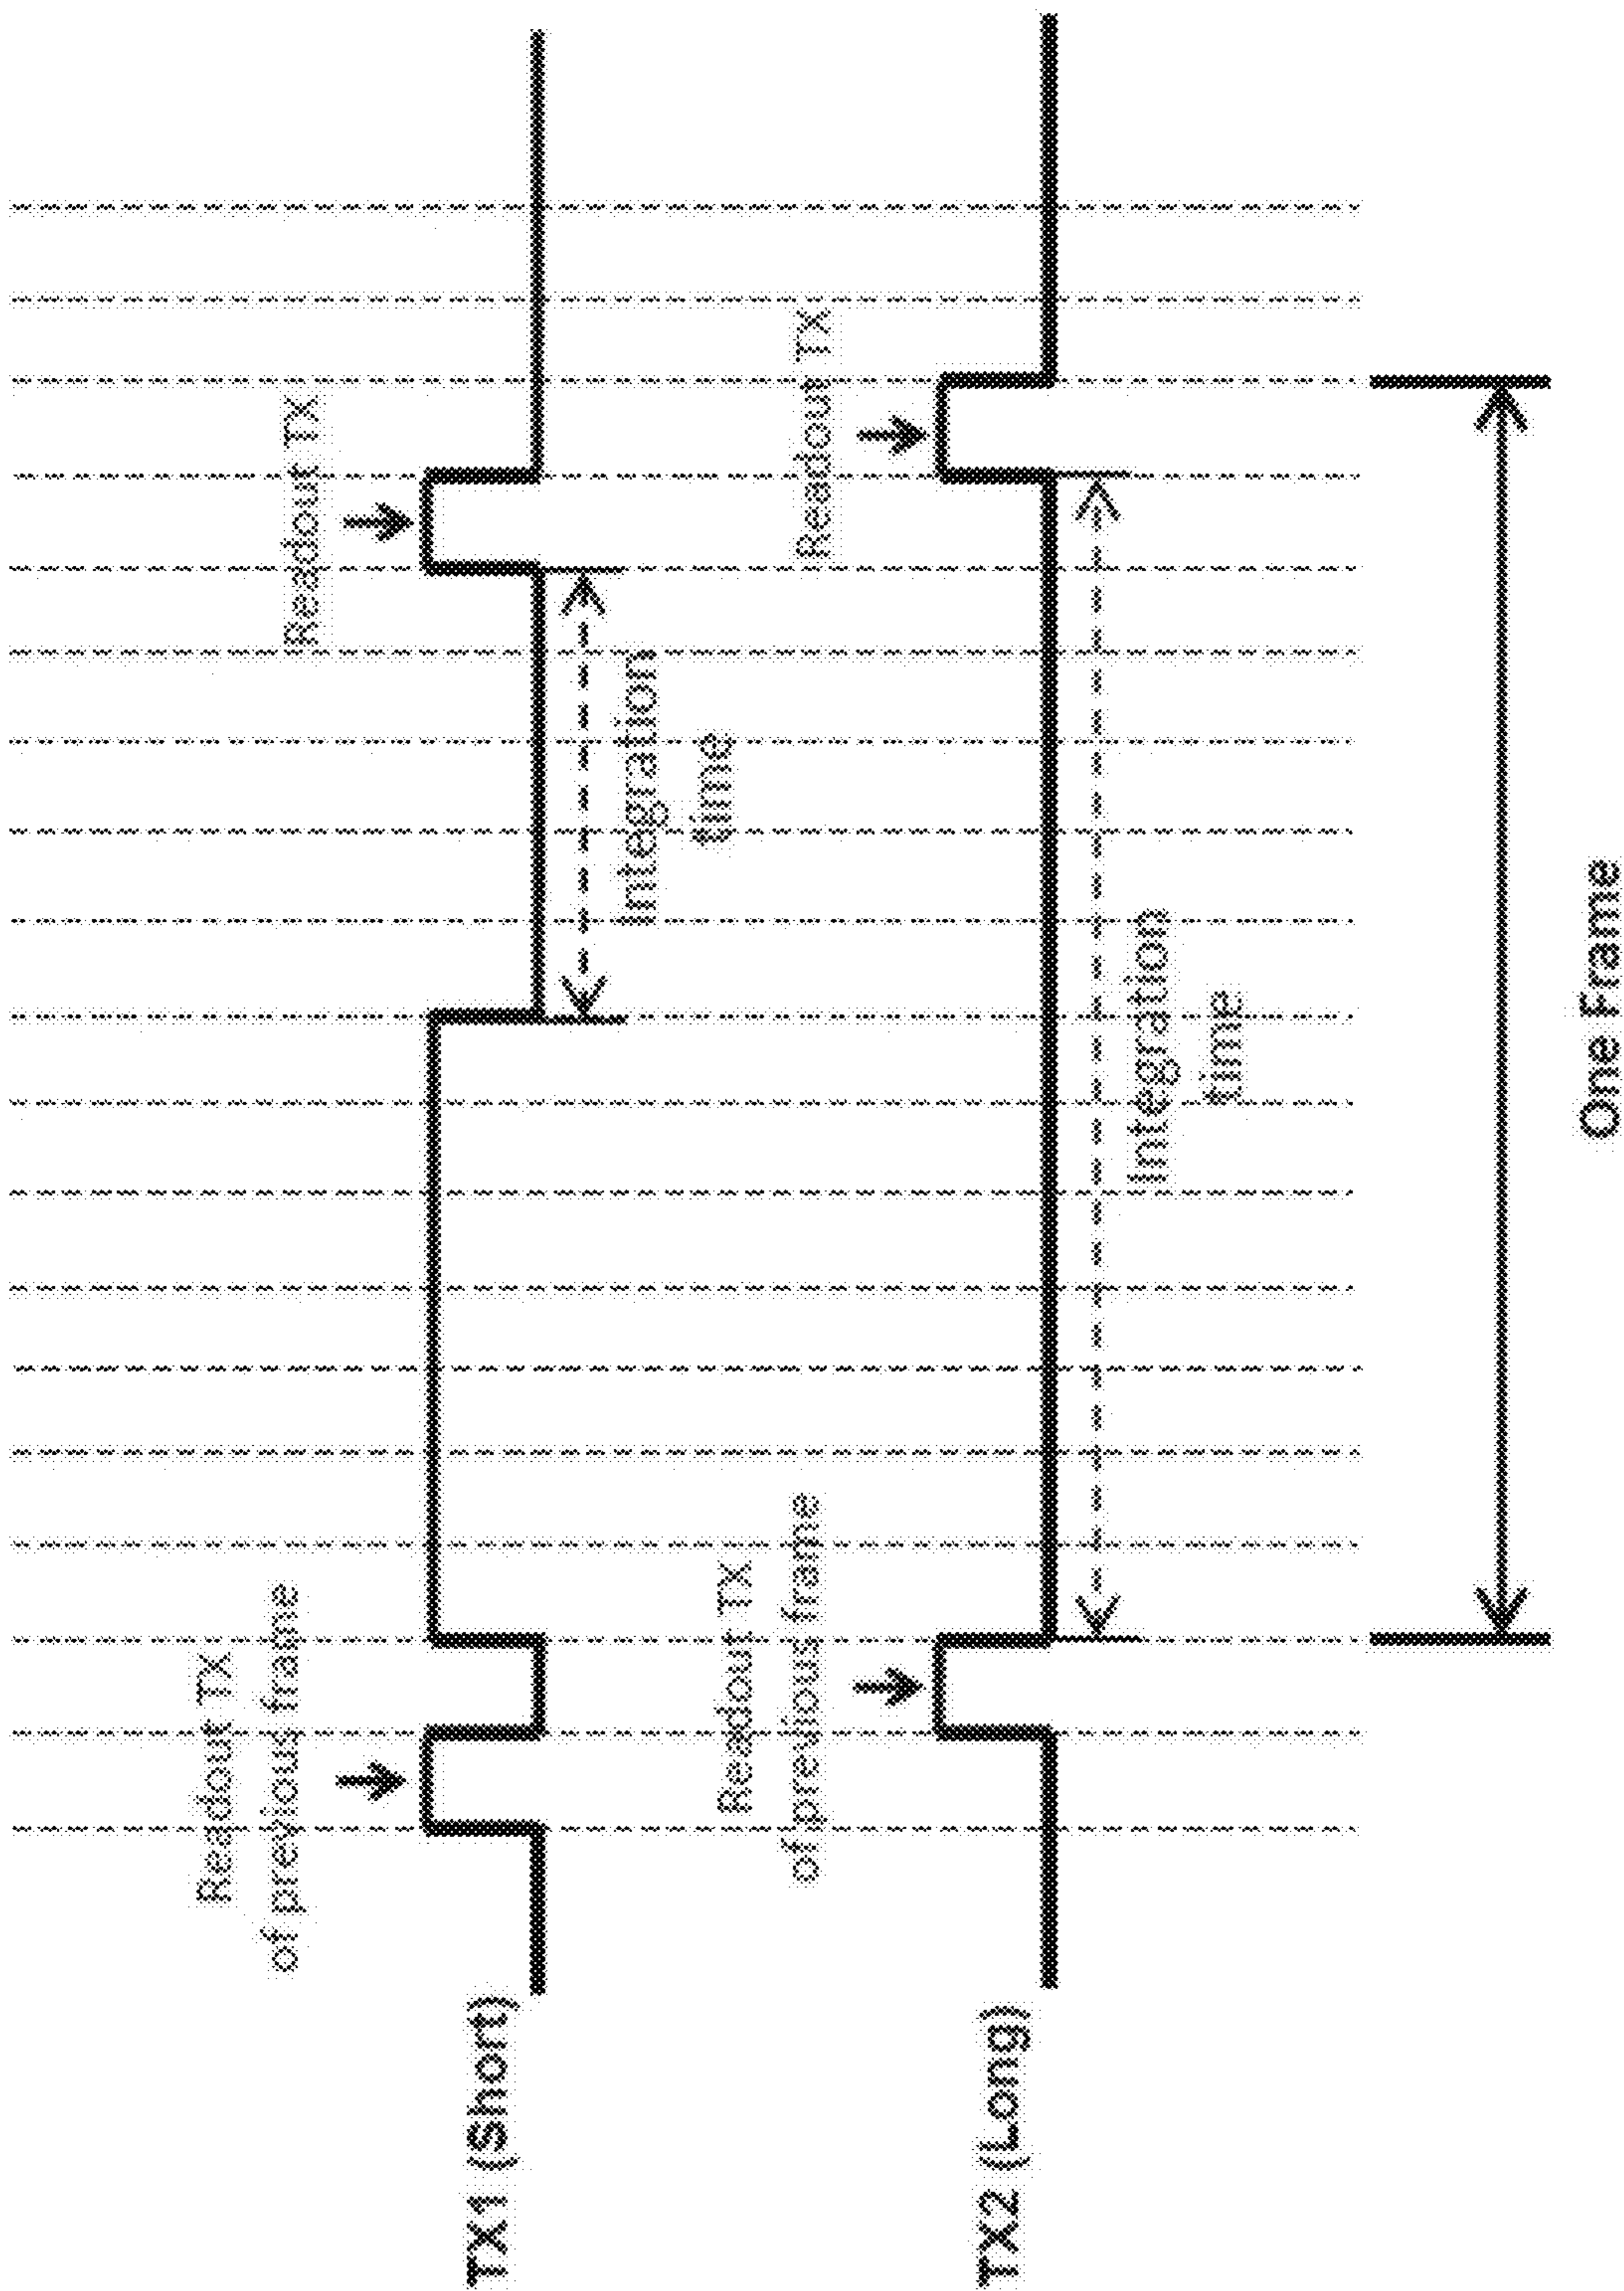 Readout TX
of previous frame
Readout TX
TX1 (Short)
Integration
time
Readout TX
of previous frame
Readout TX
TX2 (Long)
Integration
time
One Frame